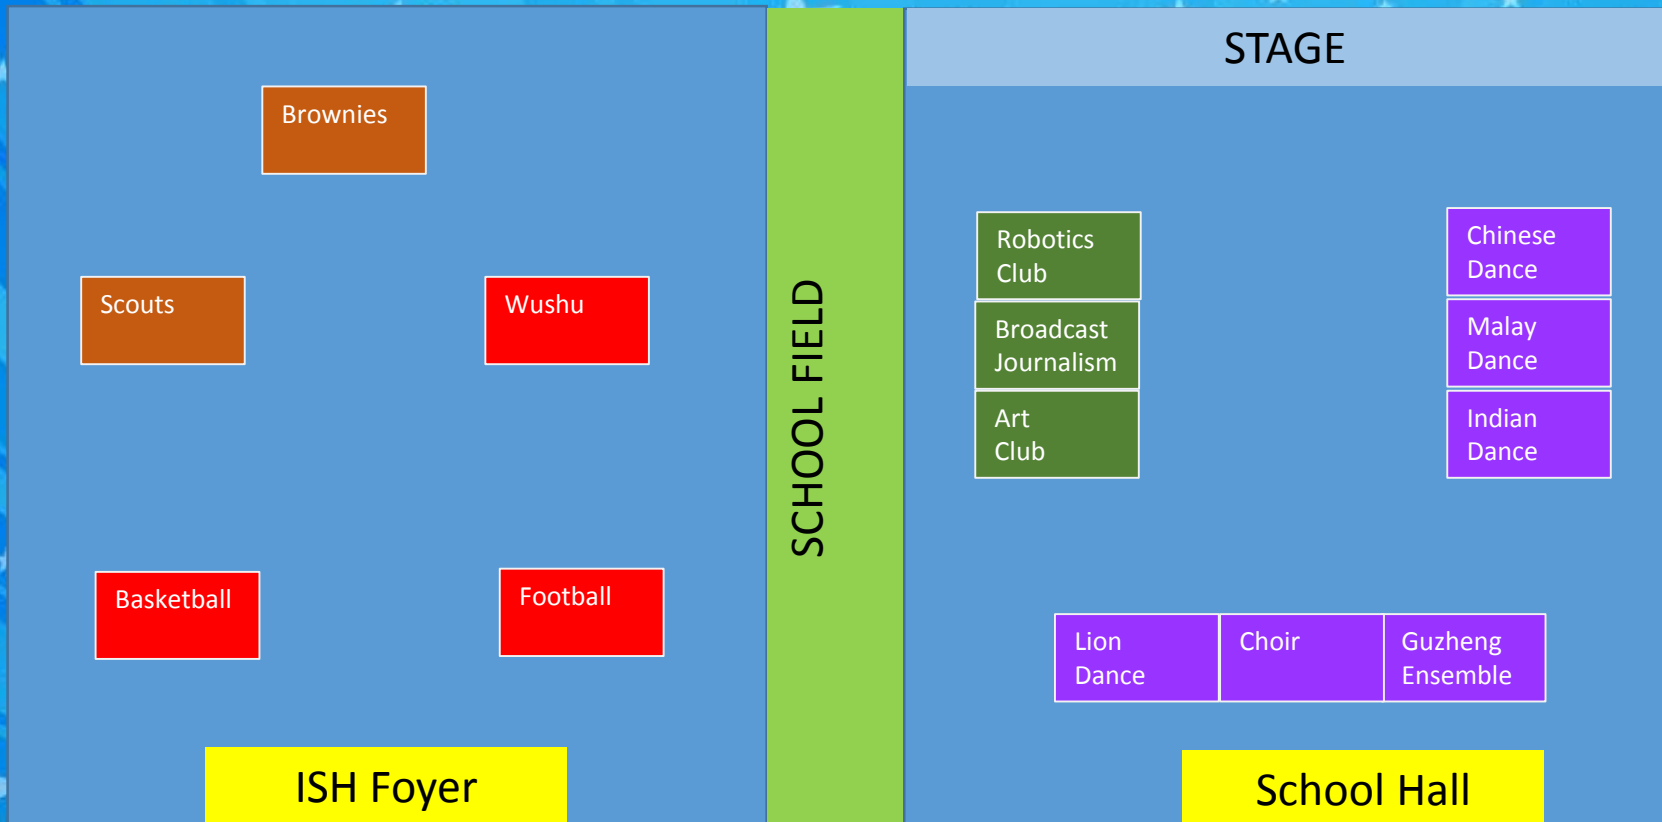 Brownies
Scouts
Wushu
Basketball
Football
ISH Foyer
SCHOOL FIELD
STAGE
Robotics
Club
Broadcast
Journalism
Art
Club
Chinese
Dance
Malay
Dance
Indian
Dance
Lion
Dance
Choir
Guzheng
Ensemble
School Hall